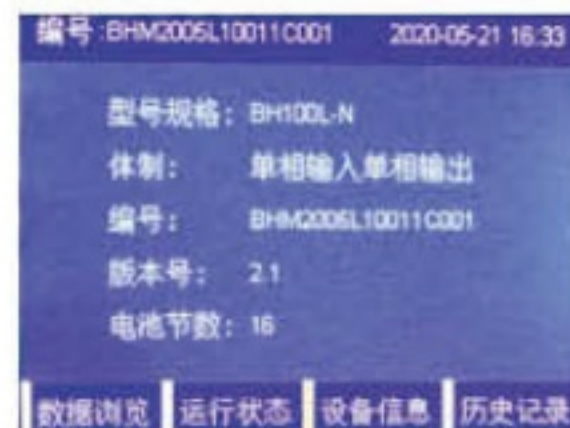 编号:BHM2005L10011C001 2020-05-21 16:33
型号规格: BH100L-N
体制: 单相输入单相输出
编号: BHM2005L10011C001
版本号: 2.1
电池节数: 16
数据浏览 运行状态 设备信息 历史记录